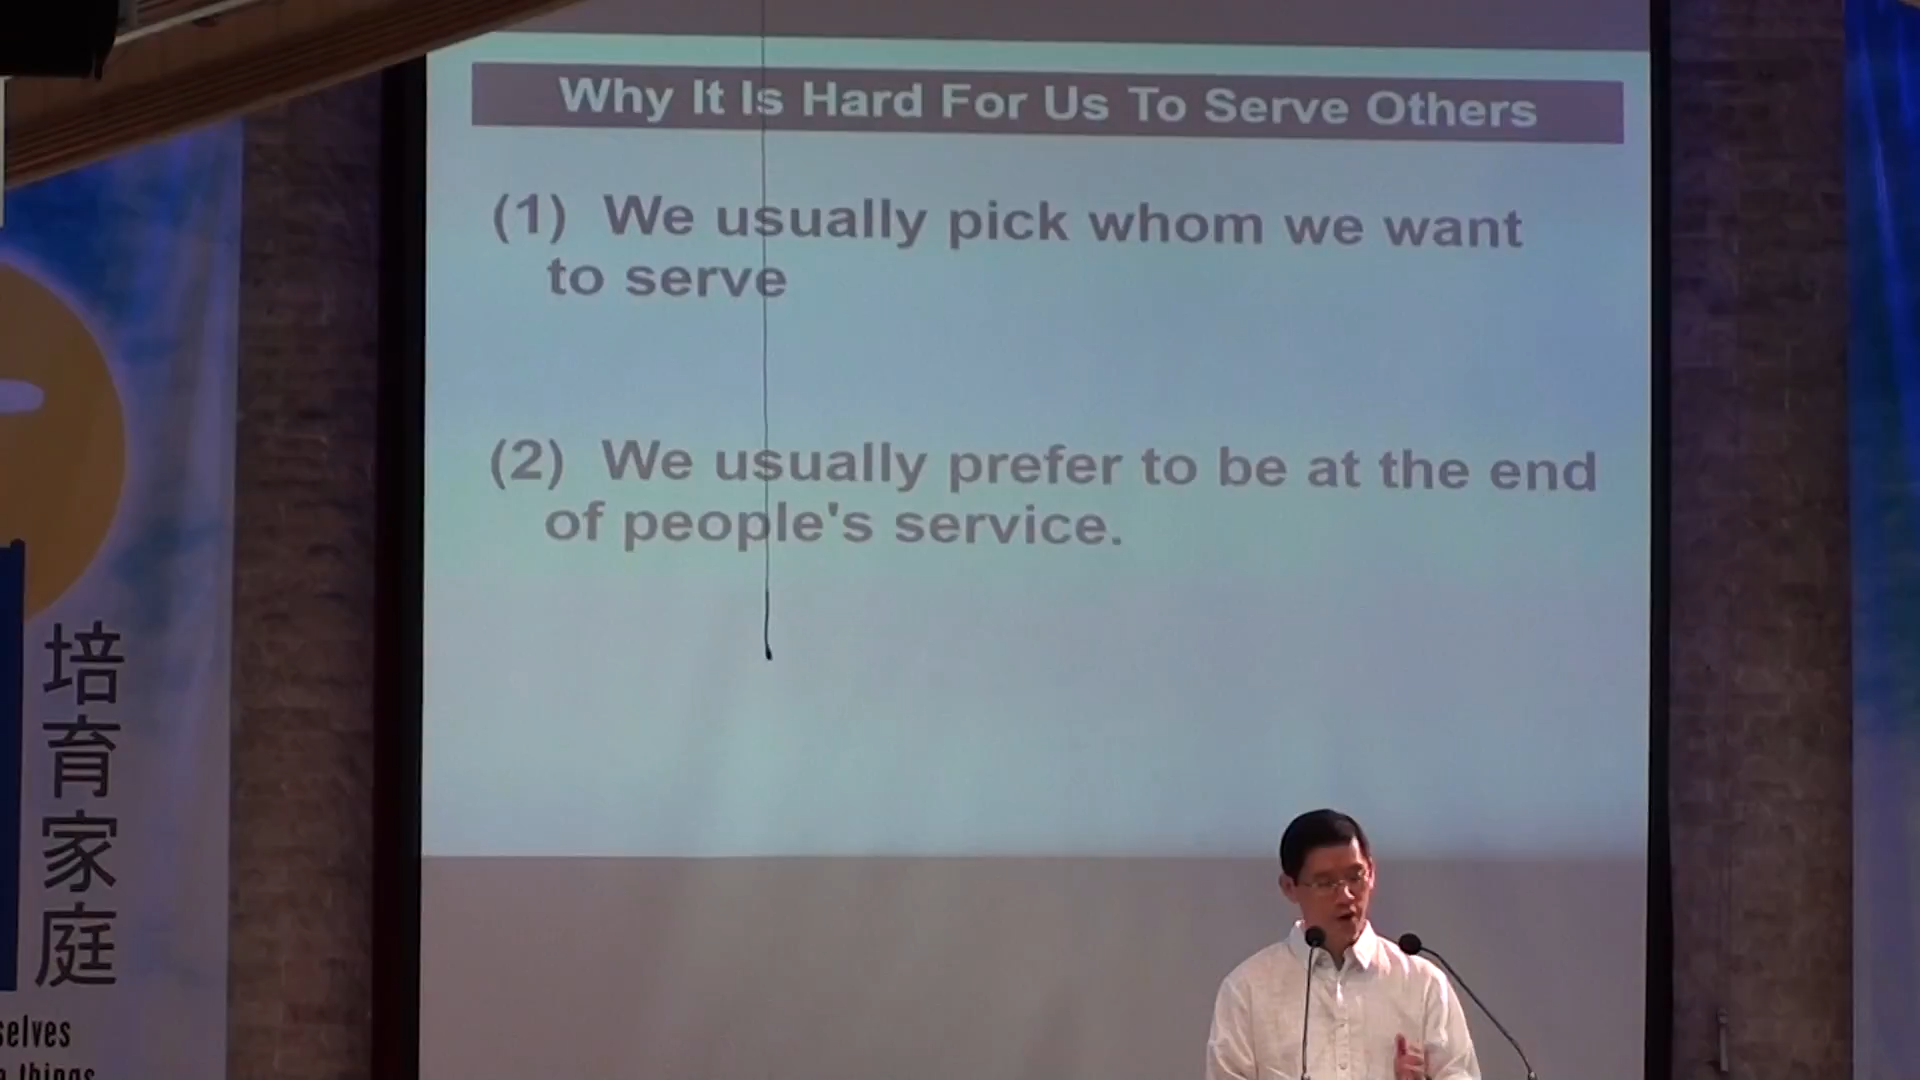 Why It Is Hard For Us To Serve Others
(1) We usually pick whom we want
to serve
(2) We usually prefer to be at the end
of people's service.
培育家庭
selves
things